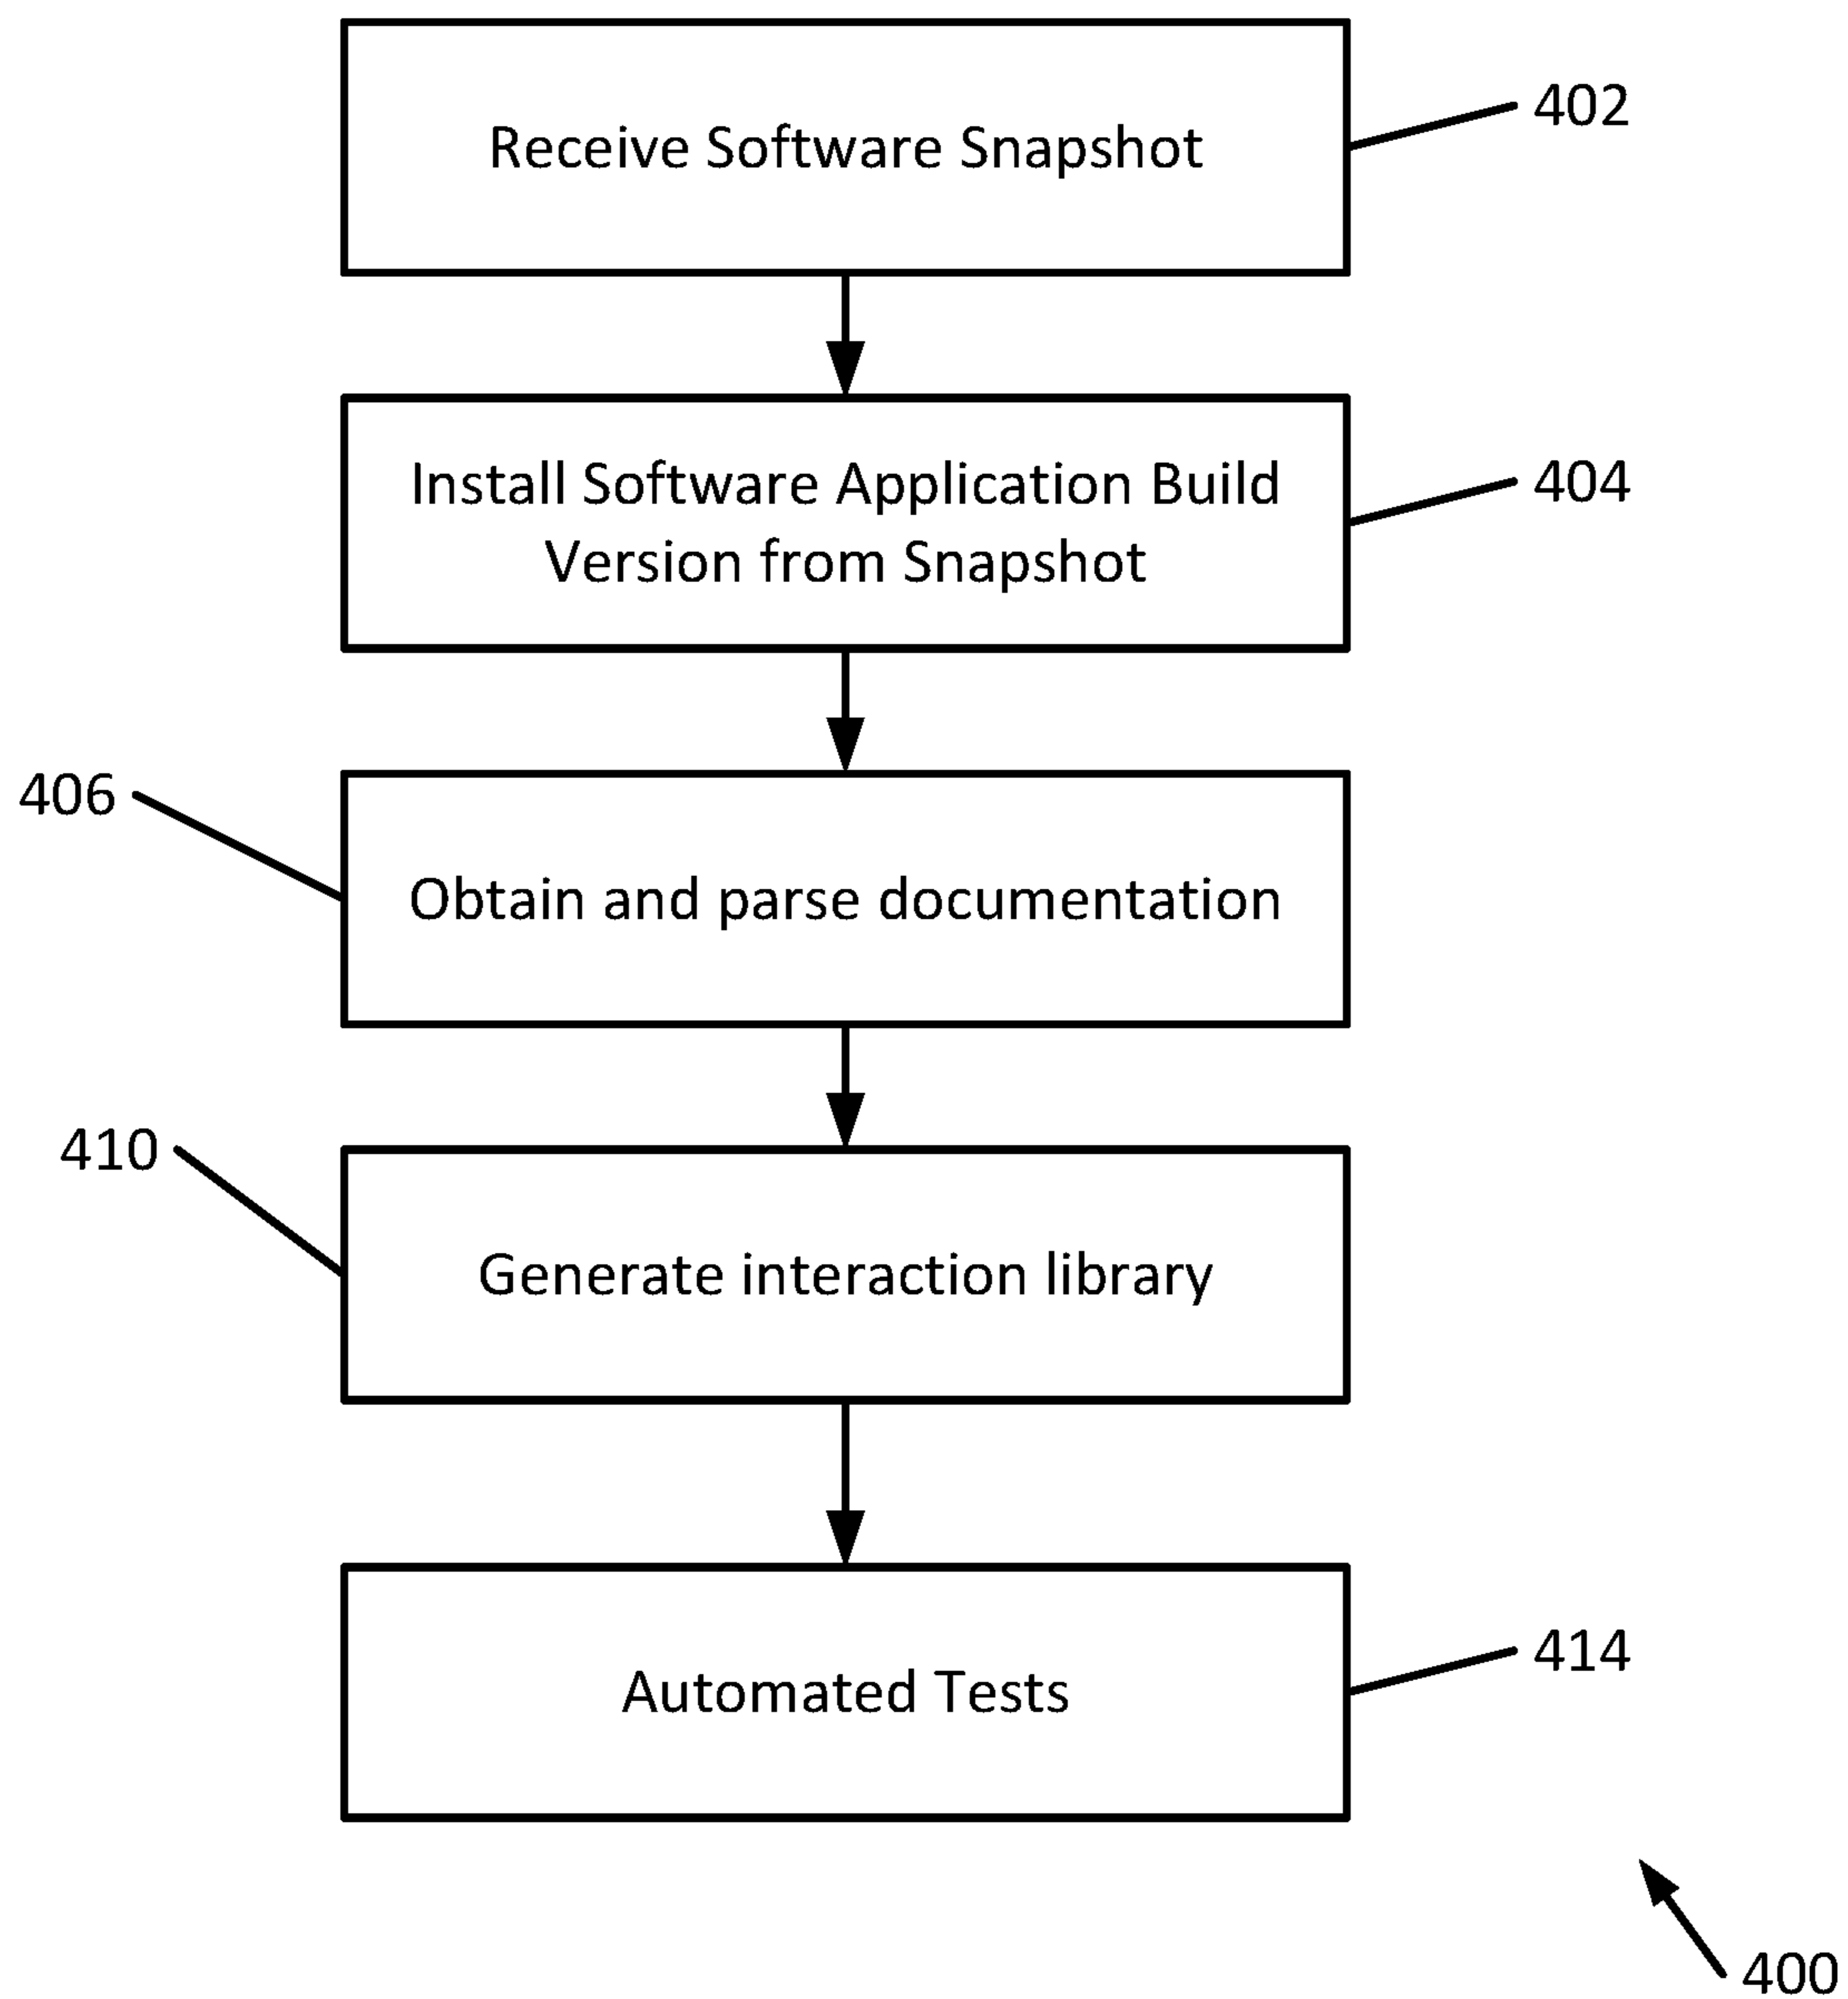 Receive Software Snapshot
402
Install Software Application Build
Version from Snapshot
404
406
Obtain and parse documentation
410
Generate interaction library
Automated Tests
414
400